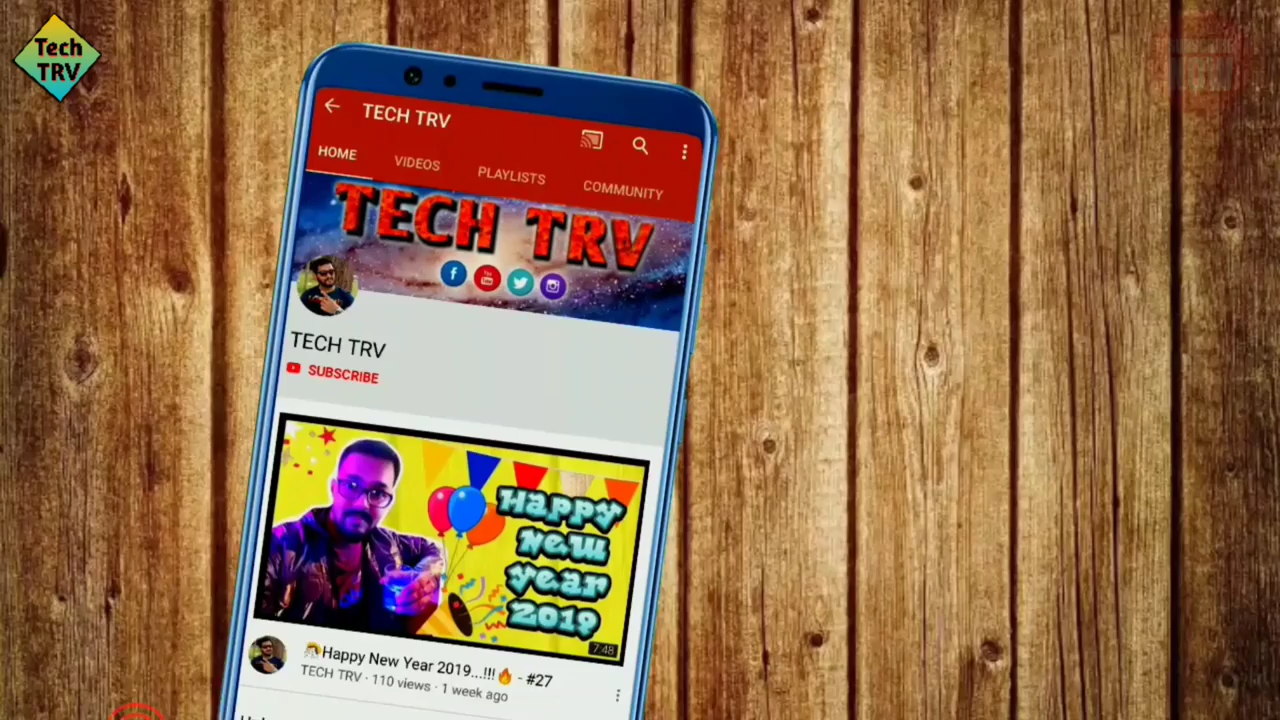 Tech
TRV
TECH TRV
HOME VIDEOS PLAYLISTS COMMUNITY
TECH TRV
TECH TRV
SUBSCRIBE
Happy
New
year
2019
7:48
Happy New Year 2019...!!! - #27
TECH TRV · 110 views · 1 week ago